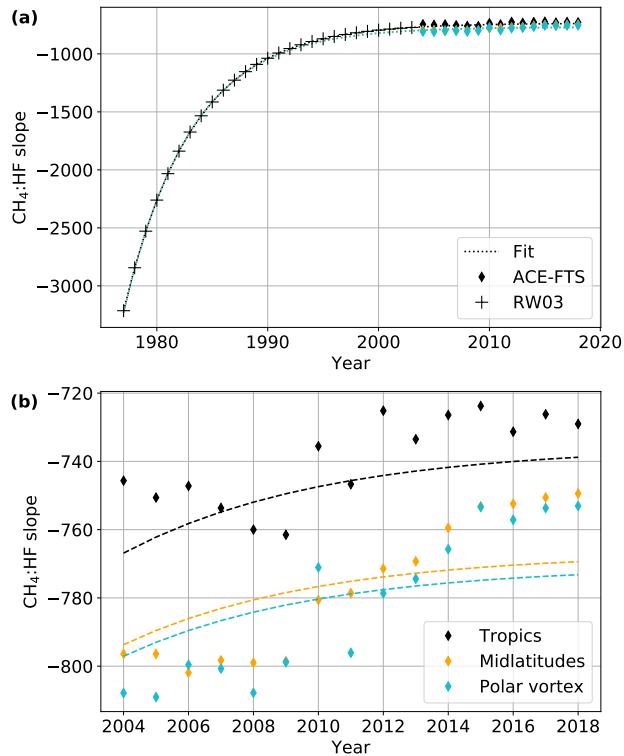 (a)
−1000
−1500
−2000
−2500
−3000
CH₄:HF slope
Fit
ACE-FTS
RW03
1980 1990 2000 2010 2020
Year
(b)
−720
−740
−760
−780
−800
CH₄:HF slope
Tropics
Midlatitudes
Polar vortex
2004 2006 2008 2010 2012 2014 2016 2018
Year